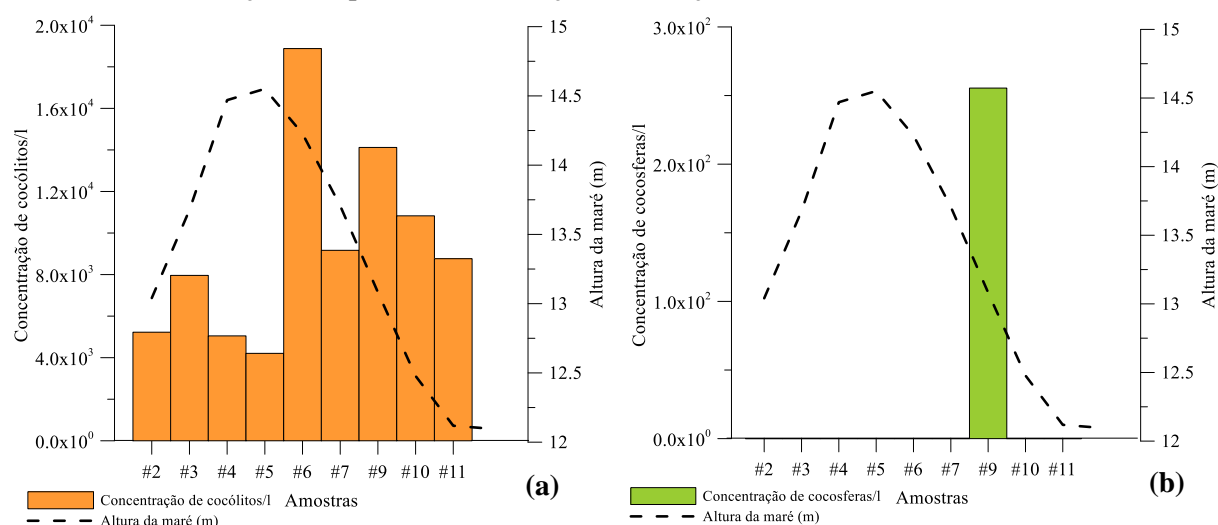 2.0x10⁴
1.6x10⁴
1.2x10⁴
8.0x10³
4.0x10³
0.0x10⁰
Concentração de cocólitos/l
15
14.5
14
13.5
13
12.5
12
Altura da maré (m)
#2 #3 #4 #5 #6 #7 #9 #10 #11
Amostras
(a)
Concentração de cocólitos/l
Altura da maré (m)
3.0x10²
2.0x10²
1.0x10²
0.0x10⁰
Concentração de cocosferas/l
15
14.5
14
13.5
13
12.5
12
Altura da maré (m)
#2 #3 #4 #5 #6 #7 #9 #10 #11
Amostras
(b)
Concentração de cocosferas/l
Altura da maré (m)